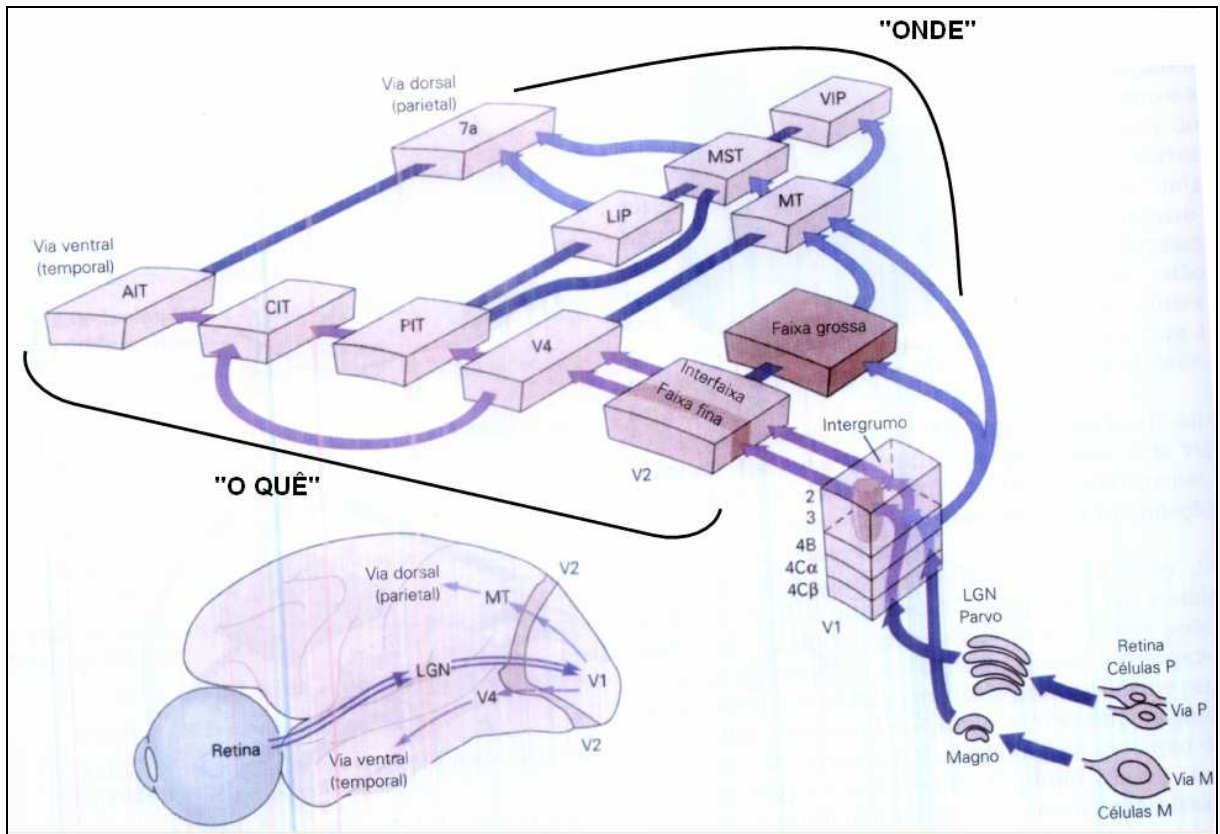 "ONDE"
Via dorsal
(parietal)
7a
VIP
MST
MT
LIP
Via ventral
(temporal)
AIT
CIT
PIT
V4
Faixa grossa
Interfaixa
Faixa fina
V2
Intergrumo
"O QUÊ"
2
3
4B
4Cα
4Cβ
V1
LGN
Parvo
Retina
Células P
Via P
Magno
Via M
Células M
V2
Via dorsal
(parietal)
MT
LGN
V1
V4
Retina
V2
Via ventral
(temporal)